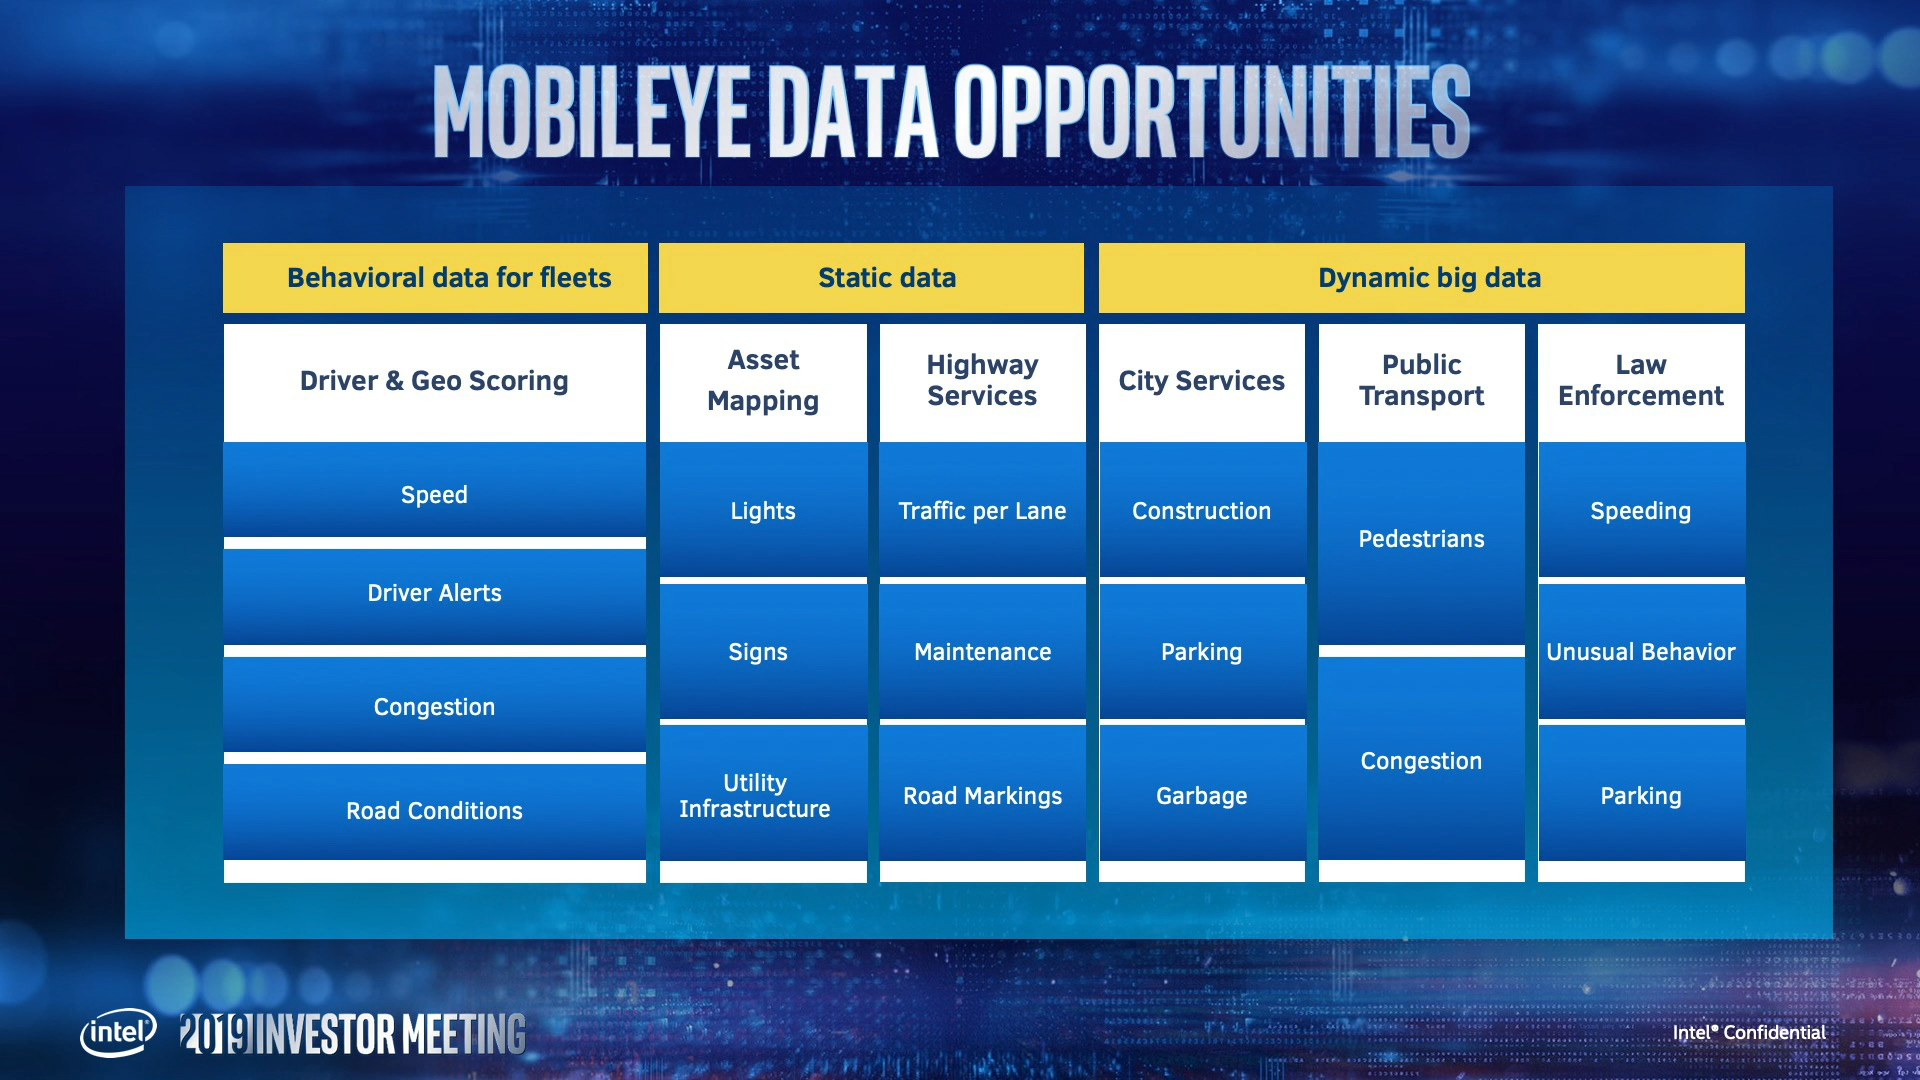 MOBILEYE DATA OPPORTUNITIES
Behavioral data for fleets
Static data
Dynamic big data
Driver & Geo Scoring
Asset
Mapping
Highway
Services
City Services
Public
Transport
Law
Enforcement
Speed
Driver Alerts
Congestion
Road Conditions
Lights
Signs
Utility
Infrastructure
Traffic per Lane
Maintenance
Road Markings
Construction
Parking
Garbage
Pedestrians
Congestion
Speeding
Unusual Behavior
Parking
intel
2019 INVESTOR MEETING
Intel® Confidential